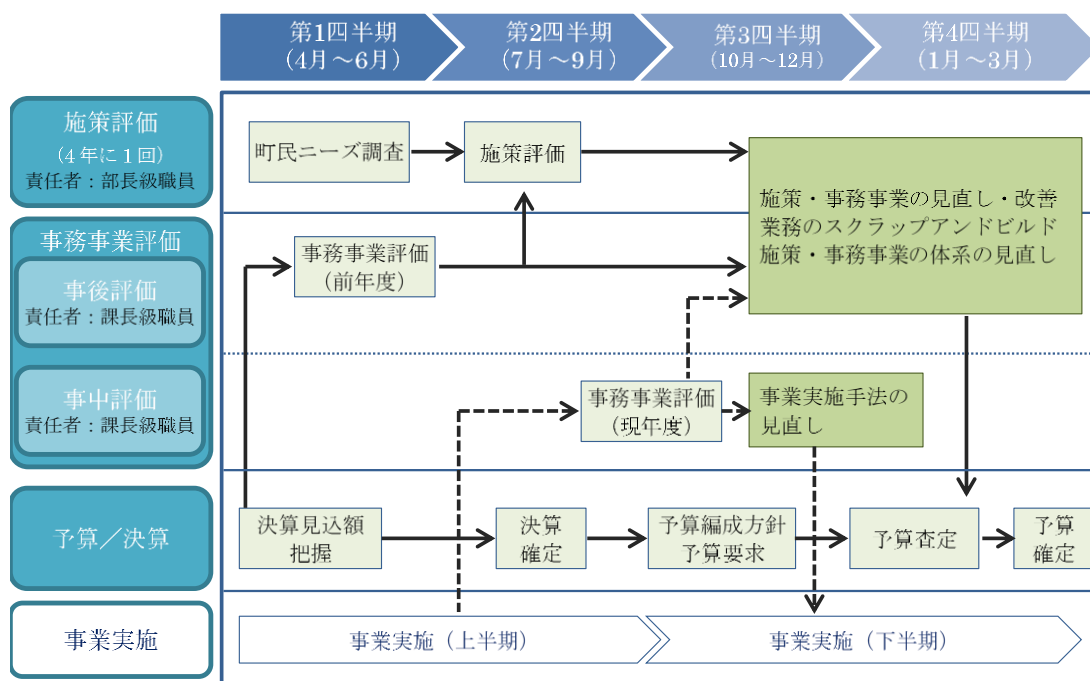 第1四半期
(4月～6月)
第2四半期
(7月～9月)
第3四半期
(10月～12月)
第4四半期
(1月～3月)
施策評価
(4年に1回)
責任者：部長級職員
町民ニーズ調査
施策評価
施策・事務事業の見直し・改善
業務のスクラップアンドビルド
施策・事務事業の体系の見直し
事務事業評価
事後評価
責任者：課長級職員
事務事業評価
(前年度)
事中評価
責任者：課長級職員
事務事業評価
(現年度)
事業実施手法の
見直し
予算／決算
決算見込額
把握
決算
確定
予算編成方針
予算要求
予算査定
予算
確定
事業実施
事業実施（上半期）
事業実施（下半期）